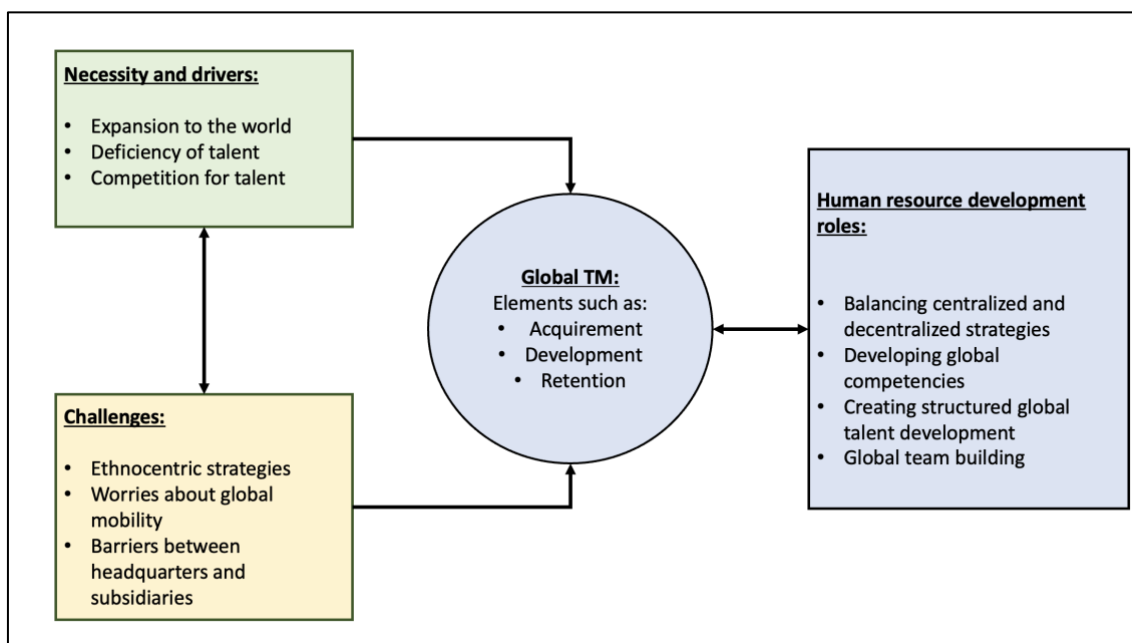 Necessity and drivers:
• Expansion to the world
• Deficiency of talent
• Competition for talent
Challenges:
• Ethnocentric strategies
• Worries about global
mobility
• Barriers between
headquarters and
subsidiaries
Global TM:
Elements such as:
• Acquirement
• Development
• Retention
Human resource development
roles:
• Balancing centralized and
decentralized strategies
• Developing global
competencies
• Creating structured global
talent development
• Global team building